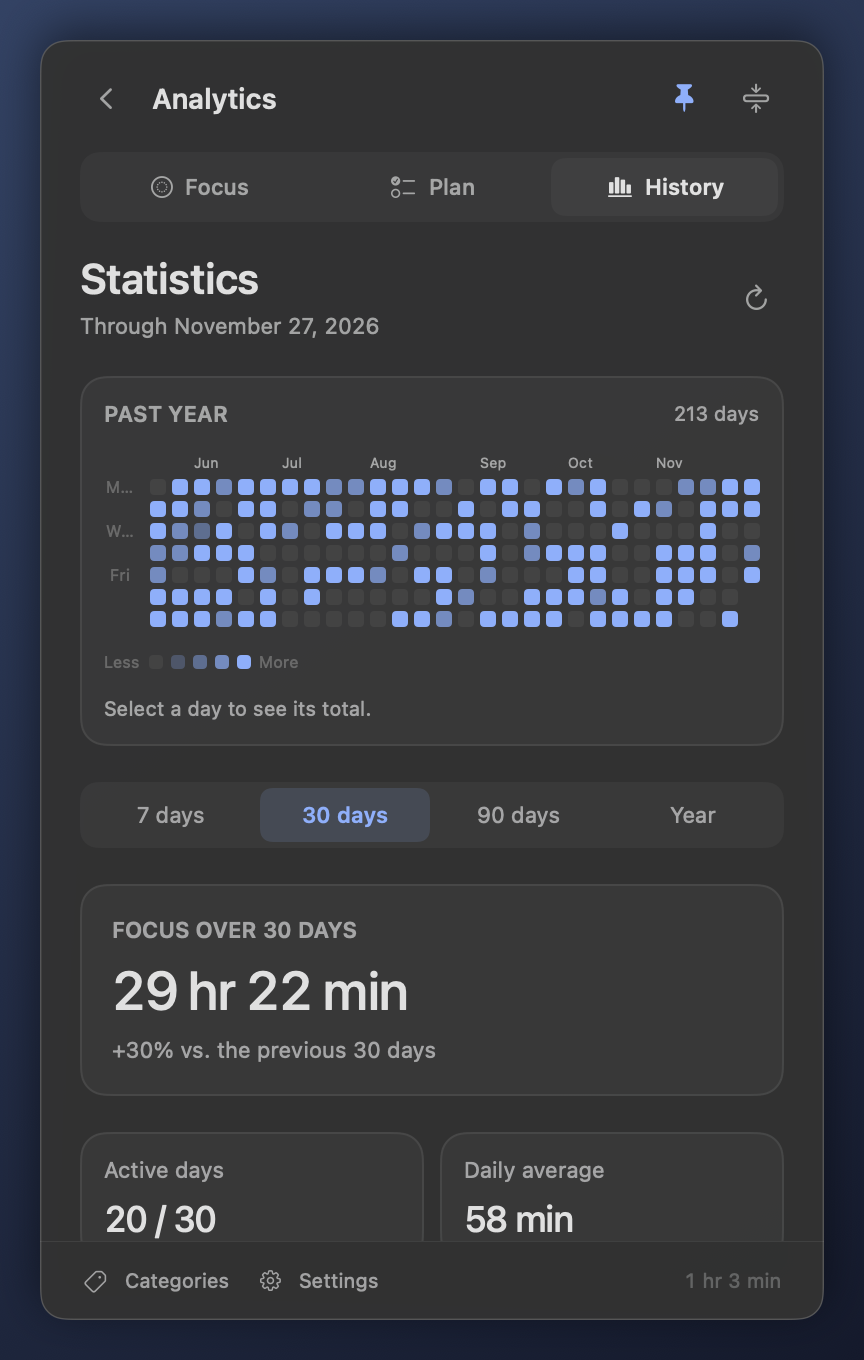 Analytics
Focus
Plan
History
Statistics
Through November 27, 2026
PAST YEAR
213 days
Jun Jul Aug Sep Oct Nov
M...
W...
Fri
Less
More
Select a day to see its total.
7 days
30 days
90 days
Year
FOCUS OVER 30 DAYS
29 hr 22 min
+30% vs. the previous 30 days
Active days
20 / 30
Daily average
58 min
Categories
Settings
1 hr 3 min